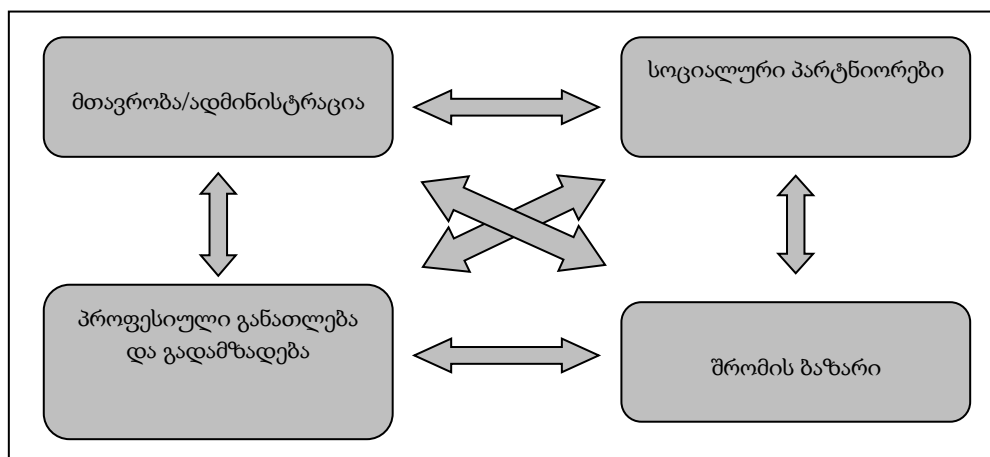 მთავრობა/ადმინისტრაცია
სოციალური პარტნიორები
პროფესიული განათლება
და გადამზადება
შრომის ბაზარი